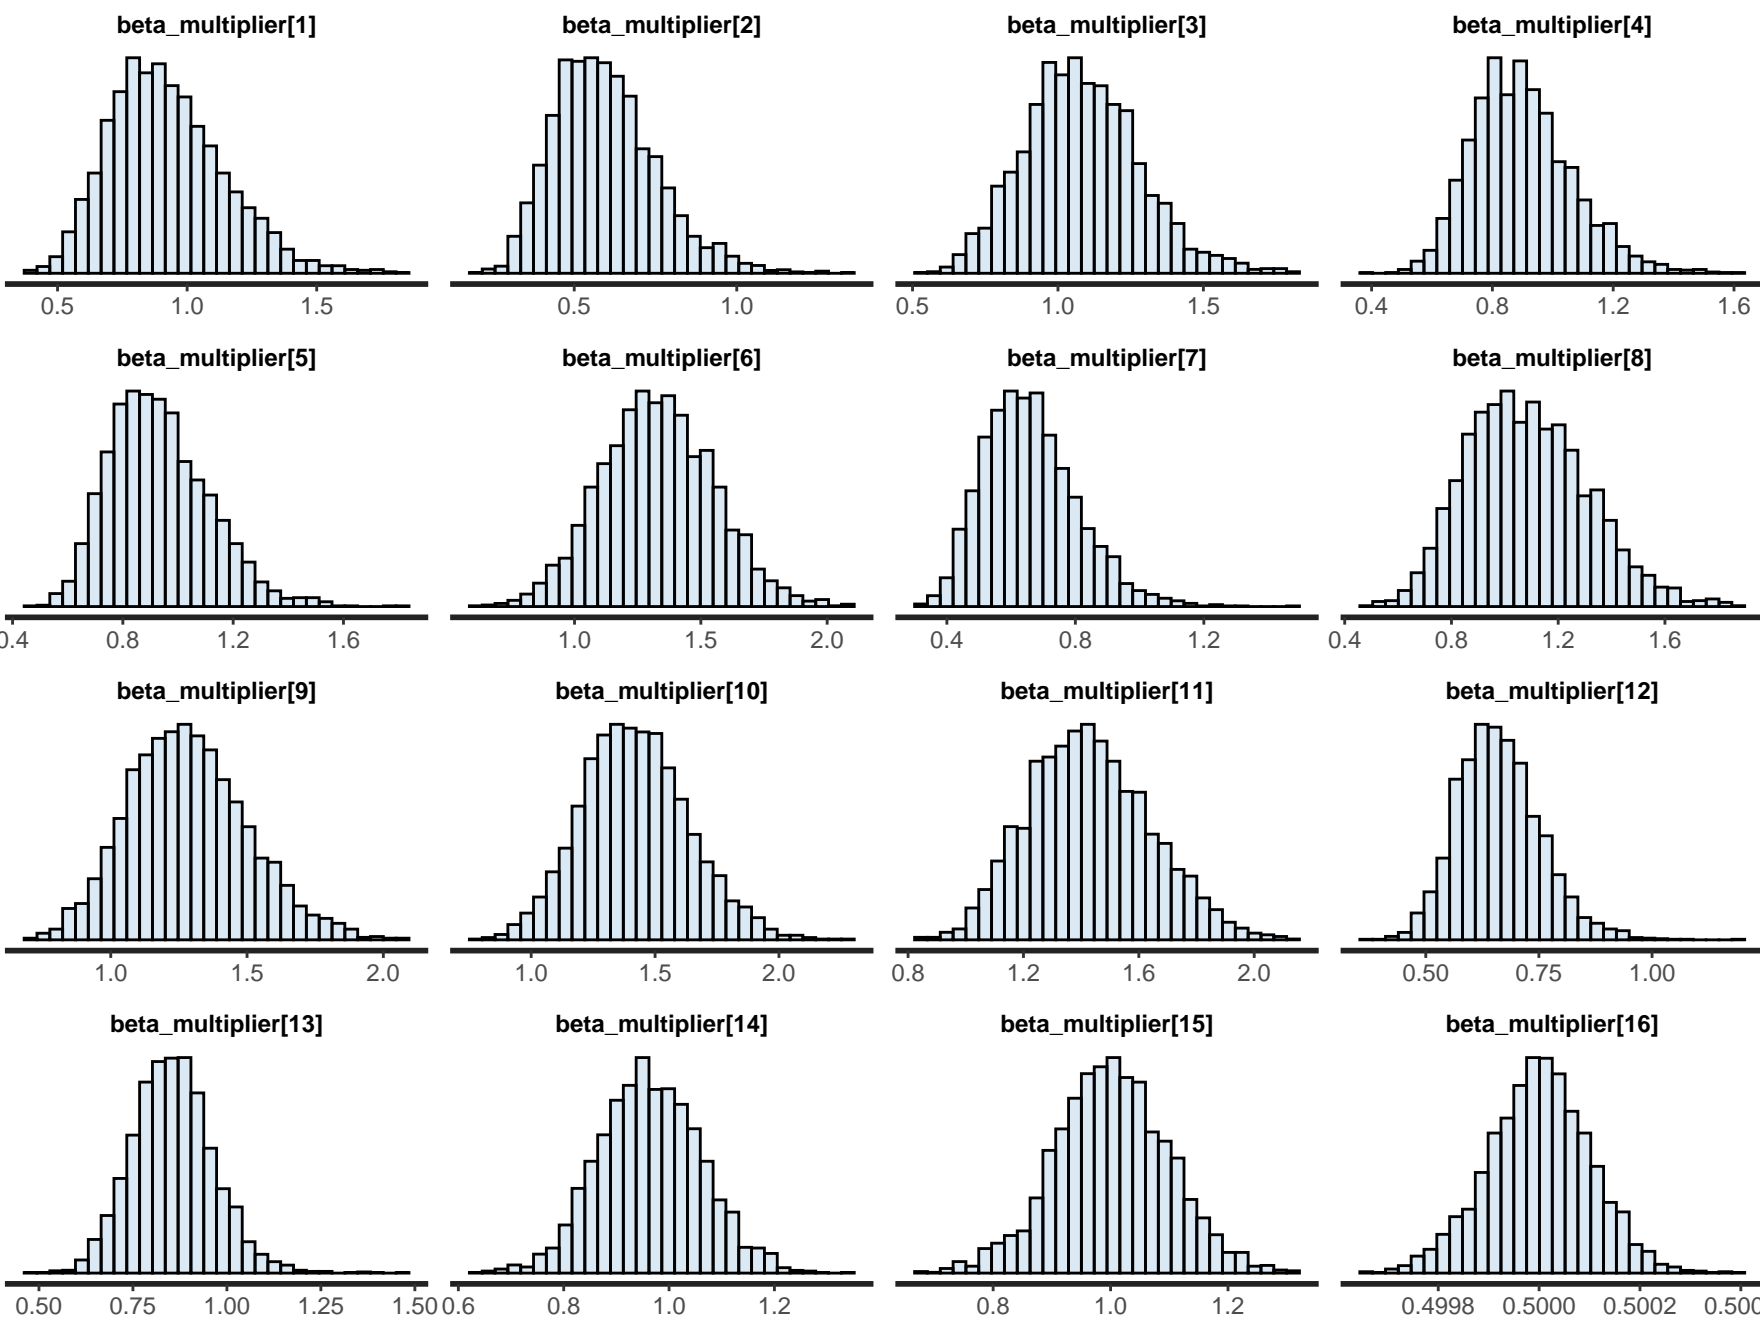 beta_multiplier[1] beta_multiplier[2] beta_multiplier[3] beta_multiplier[4]
0.5 1.0 1.5 0.5 1.0 0.5 1.0 1.5 0.4 0.8 1.2 1.6
beta_multiplier[5] beta_multiplier[6] beta_multiplier[7] beta_multiplier[8]
0.4 0.8 1.2 1.6 1.0 1.5 2.0 0.4 0.8 1.2 0.4 0.8 1.2 1.6
beta_multiplier[9] beta_multiplier[10] beta_multiplier[11] beta_multiplier[12]
1.0 1.5 2.0 1.0 1.5 2.0 0.8 1.2 1.6 2.0 0.50 0.75 1.00
beta_multiplier[13] beta_multiplier[14] beta_multiplier[15] beta_multiplier[16]
0.50 0.75 1.00 1.25 1.50 0.6 0.8 1.0 1.2 0.8 1.0 1.2 0.4998 0.5000 0.5002